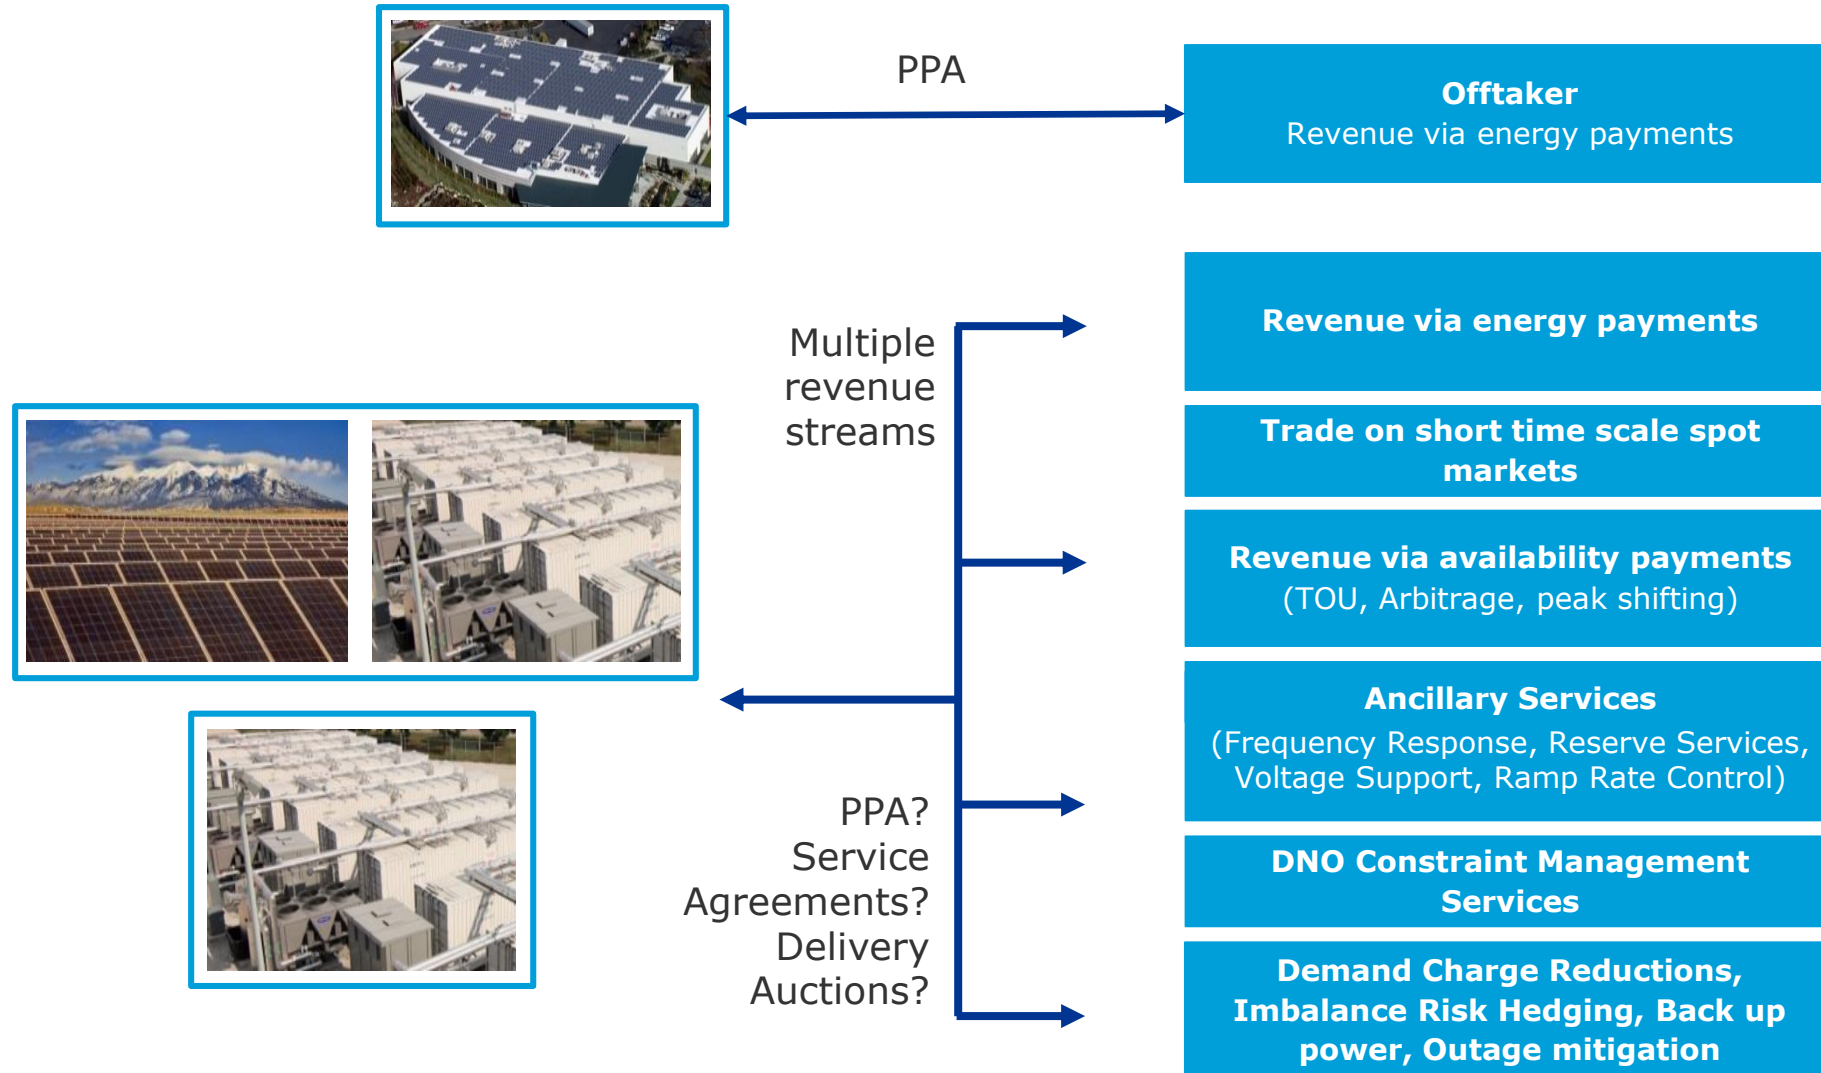 PPA
Offtaker
Revenue via energy payments
Multiple
revenue
streams
Revenue via energy payments
Trade on short time scale spot
markets
Revenue via availability payments
(TOU, Arbitrage, peak shifting)
Ancillary Services
(Frequency Response, Reserve Services,
Voltage Support, Ramp Rate Control)
PPA?
Service
Agreements?
Delivery
Auctions?
DNO Constraint Management
Services
Demand Charge Reductions,
Imbalance Risk Hedging, Back up
power, Outage mitigation